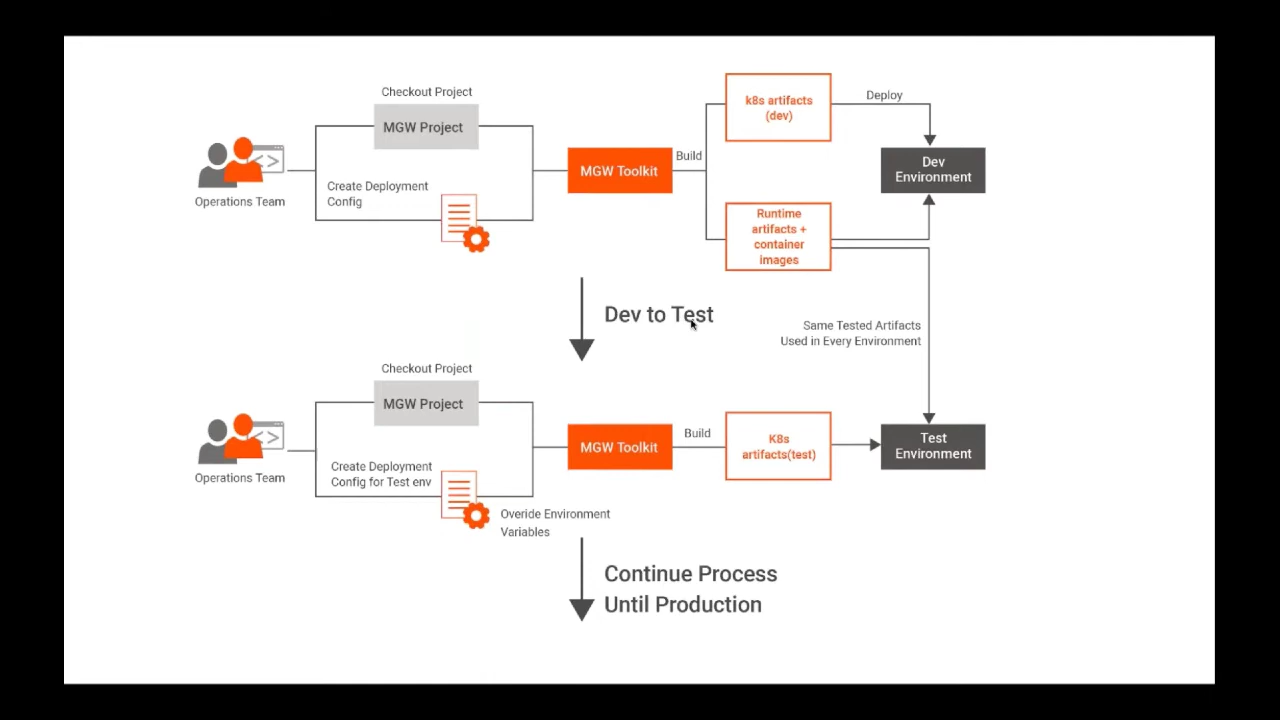 Checkout Project
MGW Project
Operations Team
Create Deployment
Config
MGW Toolkit
Build
k8s artifacts
(dev)
Deploy
Dev
Environment
Runtime
artifacts +
container
images
Dev to Test
Same Tested Artifacts
Used in Every Environment
Checkout Project
MGW Project
Operations Team
Create Deployment
Config for Test env
Overide Environment
Variables
MGW Toolkit
Build
K8s
artifacts(test)
Test
Environment
Continue Process
Until Production